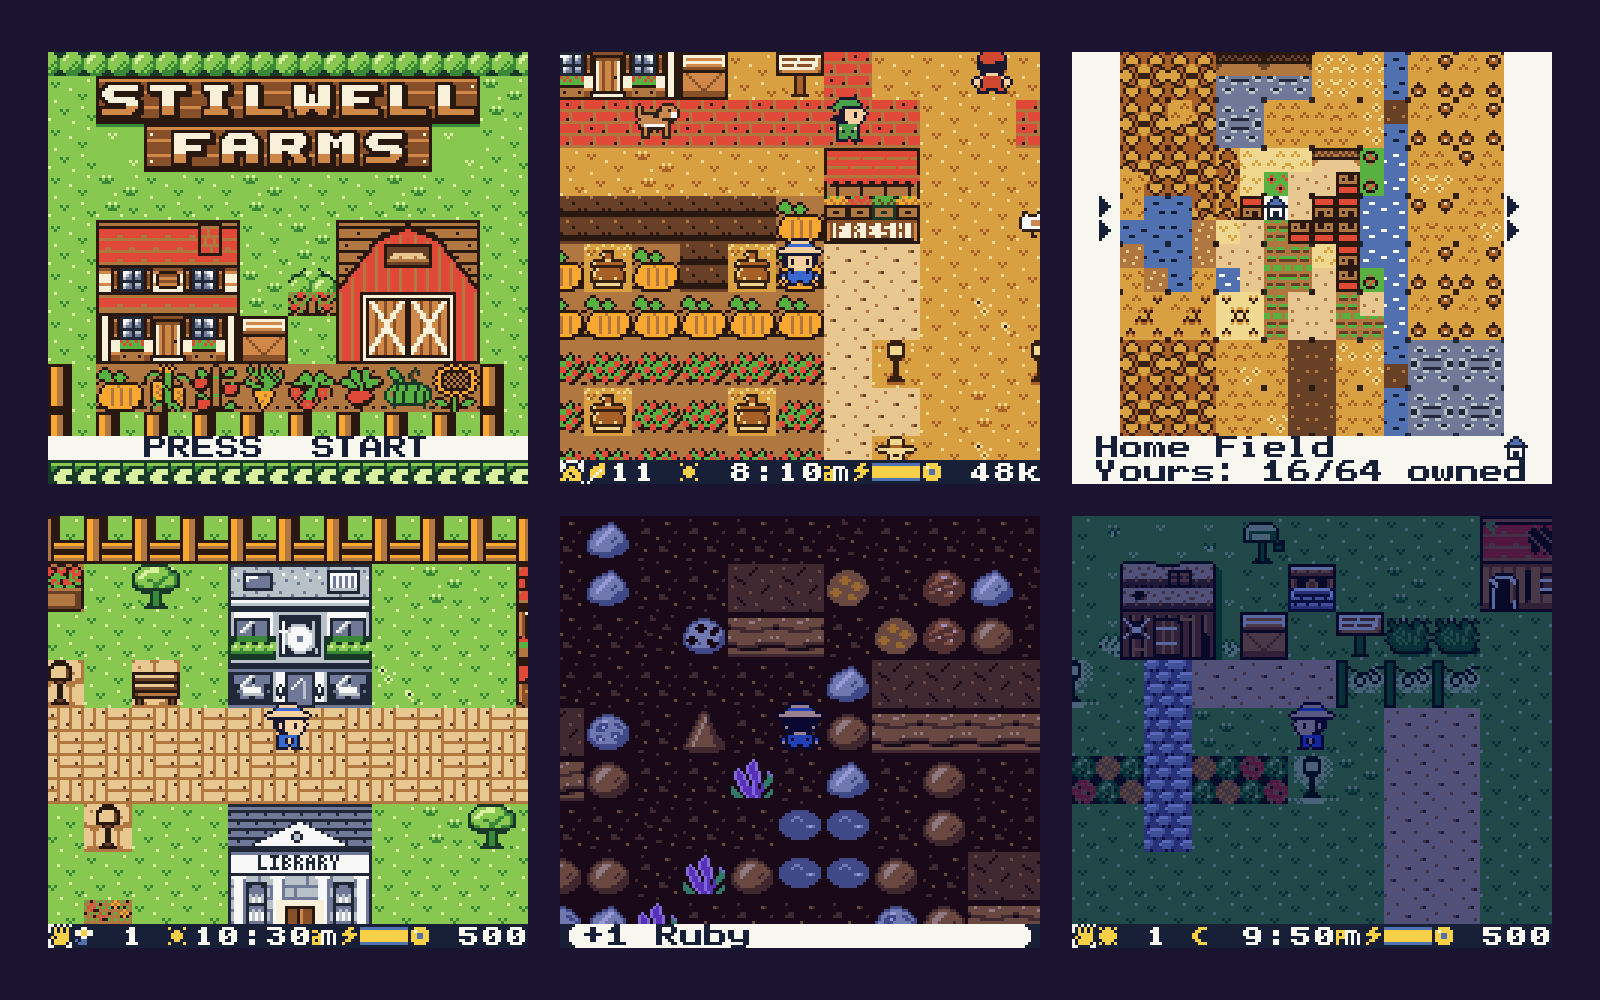 STILWELL
FARMS
PRESS START
FRESH
11 8:10am 48k
Home Field
Yours: 16/64 owned
LIBRARY
1 10:30am 500
+1 Ruby
1 9:50pm 500